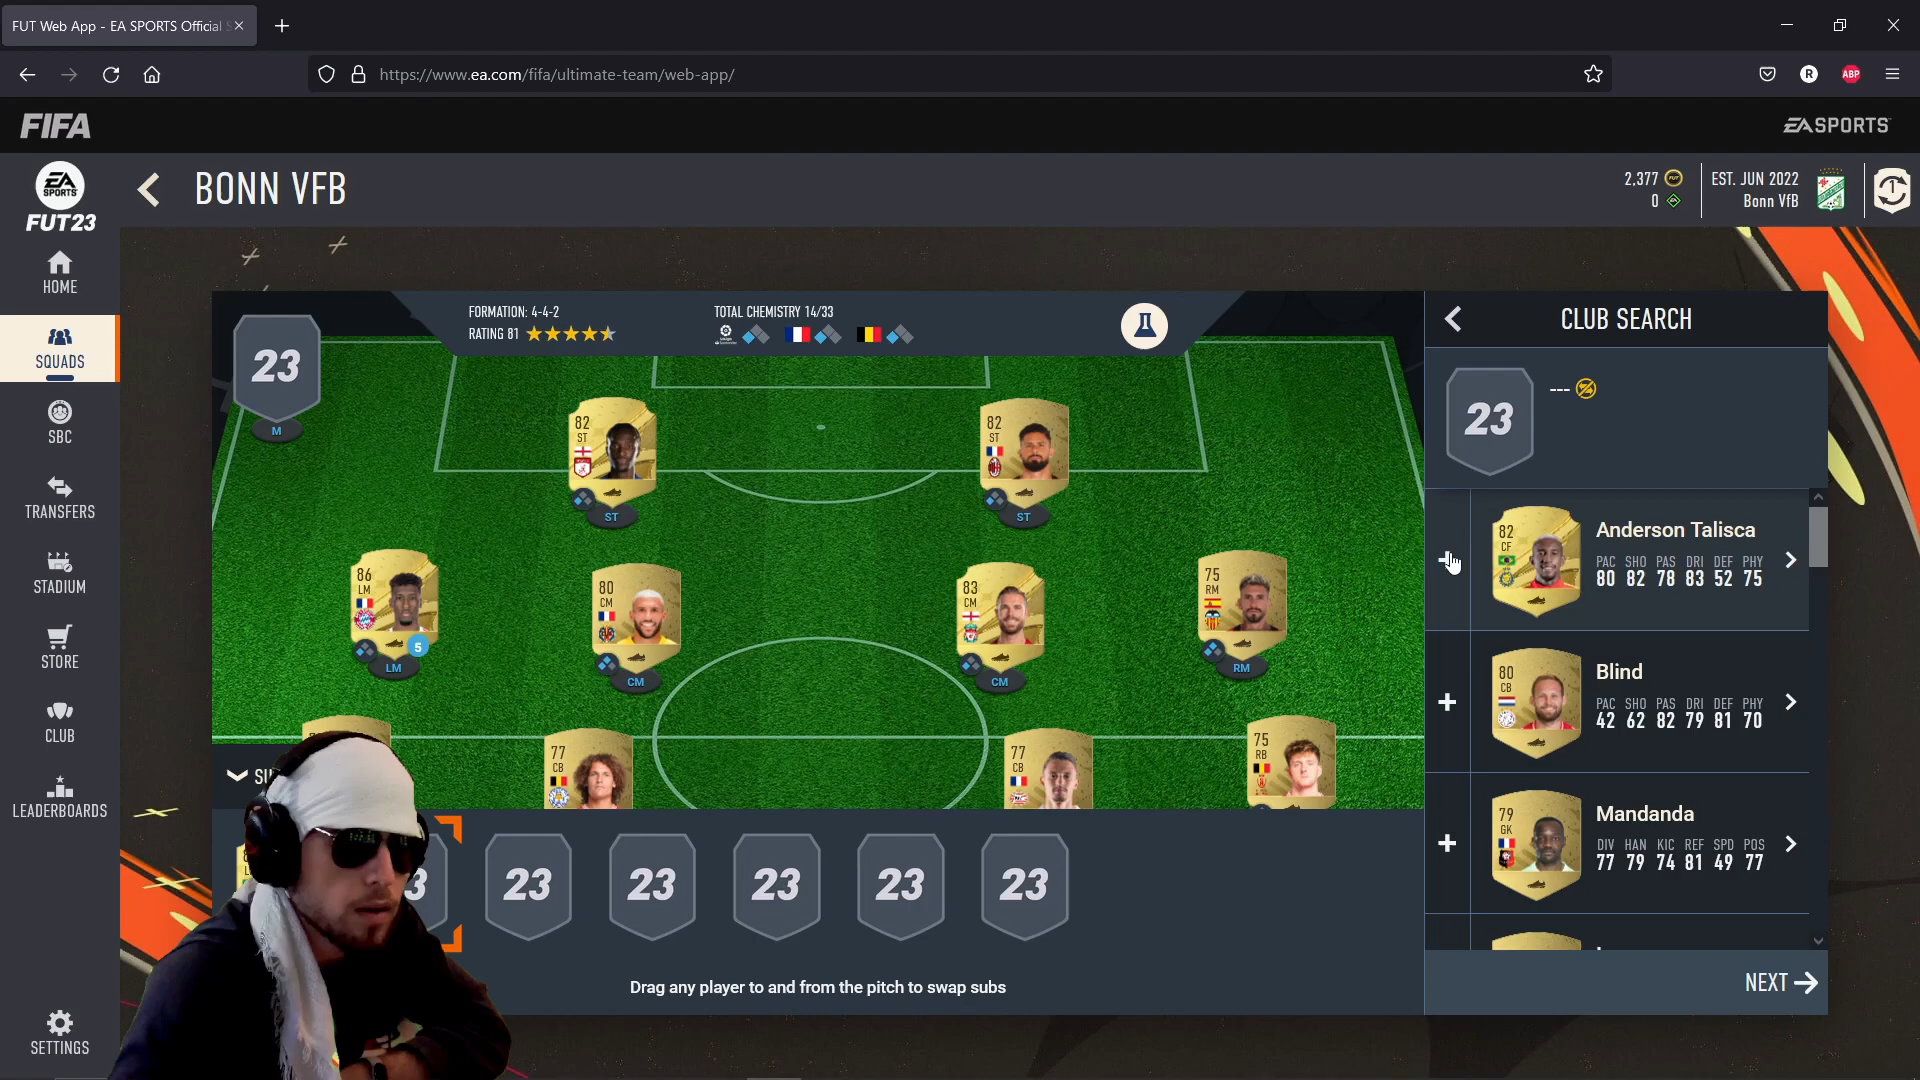 FUT Web App - EA SPORTS Official S
https://www.ea.com/fifa/ultimate-team/web-app/
R
ABP
FIFA
EA SPORTS
EA SPORTS
FUT23
BONN VFB
2,377
0
EST. JUN 2022
Bonn VfB
1
HOME
SQUADS
SBC
TRANSFERS
STADIUM
STORE
CLUB
LEADERBOARDS
SETTINGS
23
M
FORMATION: 4-4-2
RATING 81
TOTAL CHEMISTRY 14/33
82
ST
ST
82
ST
ST
86
LM
5
LM
80
CM
CM
83
CM
CM
75
RM
RM
77
CB
77
CB
75
RB
23
23
23
23
23
Drag any player to and from the pitch to swap subs
CLUB SEARCH
23
---
82
CF
Anderson Talisca
PAC SHO PAS DRI DEF PHY
80 82 78 83 52 75
80
CB
Blind
PAC SHO PAS DRI DEF PHY
42 62 82 79 81 70
79
GK
Mandanda
DIV HAN KIC REF SPD POS
77 79 74 81 49 77
NEXT